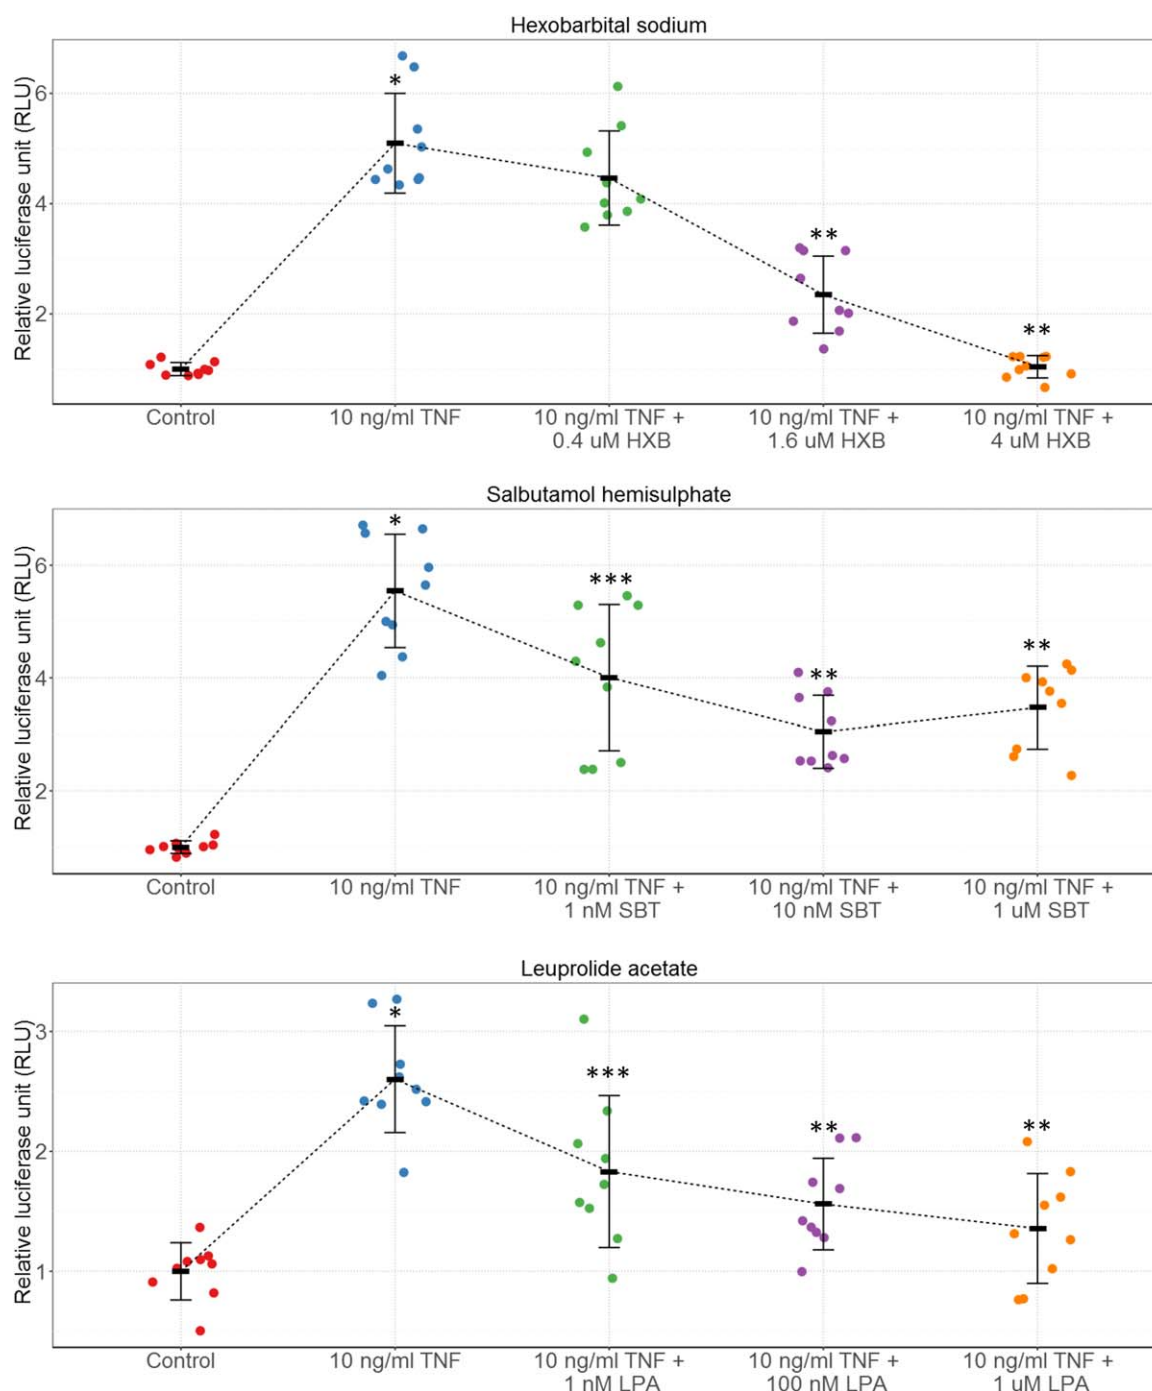 Hexobarbital sodium
Relative luciferase unit (RLU)
6
4
2
*
**
**
Control
10 ng/ml TNF
10 ng/ml TNF +
0.4 uM HXB
10 ng/ml TNF +
1.6 uM HXB
10 ng/ml TNF +
4 uM HXB
Salbutamol hemisulphate
Relative luciferase unit (RLU)
6
4
2
*
***
**
**
Control
10 ng/ml TNF
10 ng/ml TNF +
1 nM SBT
10 ng/ml TNF +
10 nM SBT
10 ng/ml TNF +
1 uM SBT
Leuprolide acetate
Relative luciferase unit (RLU)
3
2
1
*
***
**
**
Control
10 ng/ml TNF
10 ng/ml TNF +
1 nM LPA
10 ng/ml TNF +
100 nM LPA
10 ng/ml TNF +
1 uM LPA